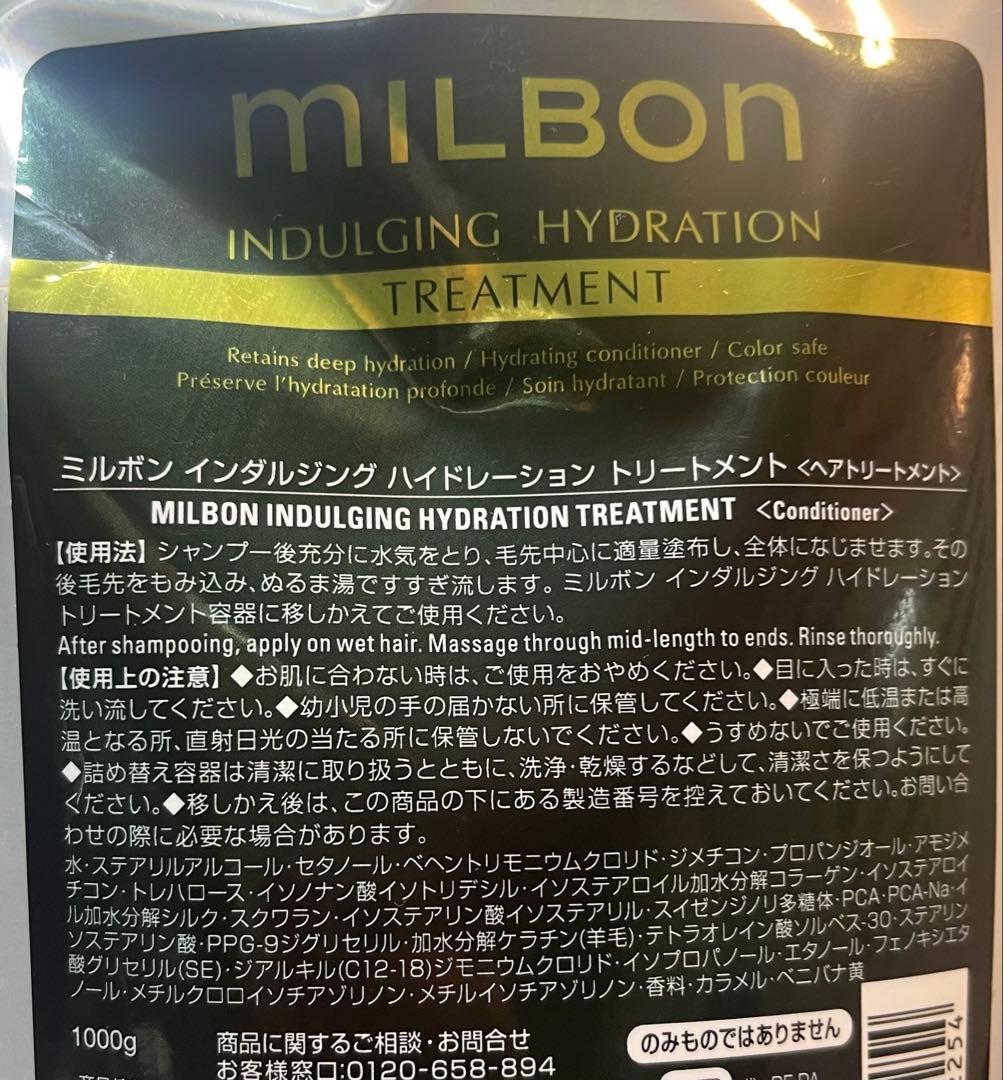 MILBON
INDULGING HYDRATION
TREATMENT
Retains deep hydration / Hydrating conditioner / Color safe
Préserve l'hydratation profonde / Soin hydratant / Protection couleur
ミルボン インダルジング ハイドレーション トリートメント <ヘアトリートメント>
MILBON INDULGING HYDRATION TREATMENT <Conditioner>
【使用法】シャンプー後充分に水気をとり、毛先中心に適量塗布し、全体になじませます。その
後毛先をもみ込み、ぬるま湯ですすぎ流します。ミルボン インダルジング ハイドレーション
トリートメント容器に移しかえてご使用ください。
After shampooing, apply on wet hair. Massage through mid-length to ends. Rinse thoroughly.
【使用上の注意】◆お肌に合わない時は、ご使用をおやめください。◆目に入った時は、すぐに
洗い流してください。◆幼小児の手の届かない所に保管してください。◆極端に低温または高
温となる所、直射日光の当たる所に保管しないでください。◆うすめないでご使用ください。
◆詰め替え容器は清潔に取り扱うとともに、洗浄・乾燥するなどして、清潔さを保つようにして
ください。◆移しかえ後は、この商品の下にある製造番号を控えておいてください。お問い合
わせの際に必要な場合があります。
水・ステアリルアルコール・セタノール・ベヘントリモニウムクロリド・ジメチコン・プロパンジオール・アモジメ
チコン・トレハロース・イソノナン酸イソトリデシル・イソステアロイル加水分解コラーゲン・イソステアロイ
ル加水分解シルク・スクワラン・イソステアリン酸イソステアリル・スイゼンジノリ多糖体・PCA・PCA-Na・イ
ソステアリン酸・PPG-9ジグリセリル・加水分解ケラチン(羊毛)・テトラオレイン酸ソルベス-30・ステアリン
酸グリセリル(SE)・ジアルキル(C12-18)ジモニウムクロリド・イソプロパノール・エタノール・フェノキシエタ
ノール・メチルクロロイソチアゾリノン・メチルイソチアゾリノン・香料・カラメル・ベニバナ黄
1000g
商品に関するご相談・お問合せ
お客様窓口:0120-658-894
のみものではありません
2254